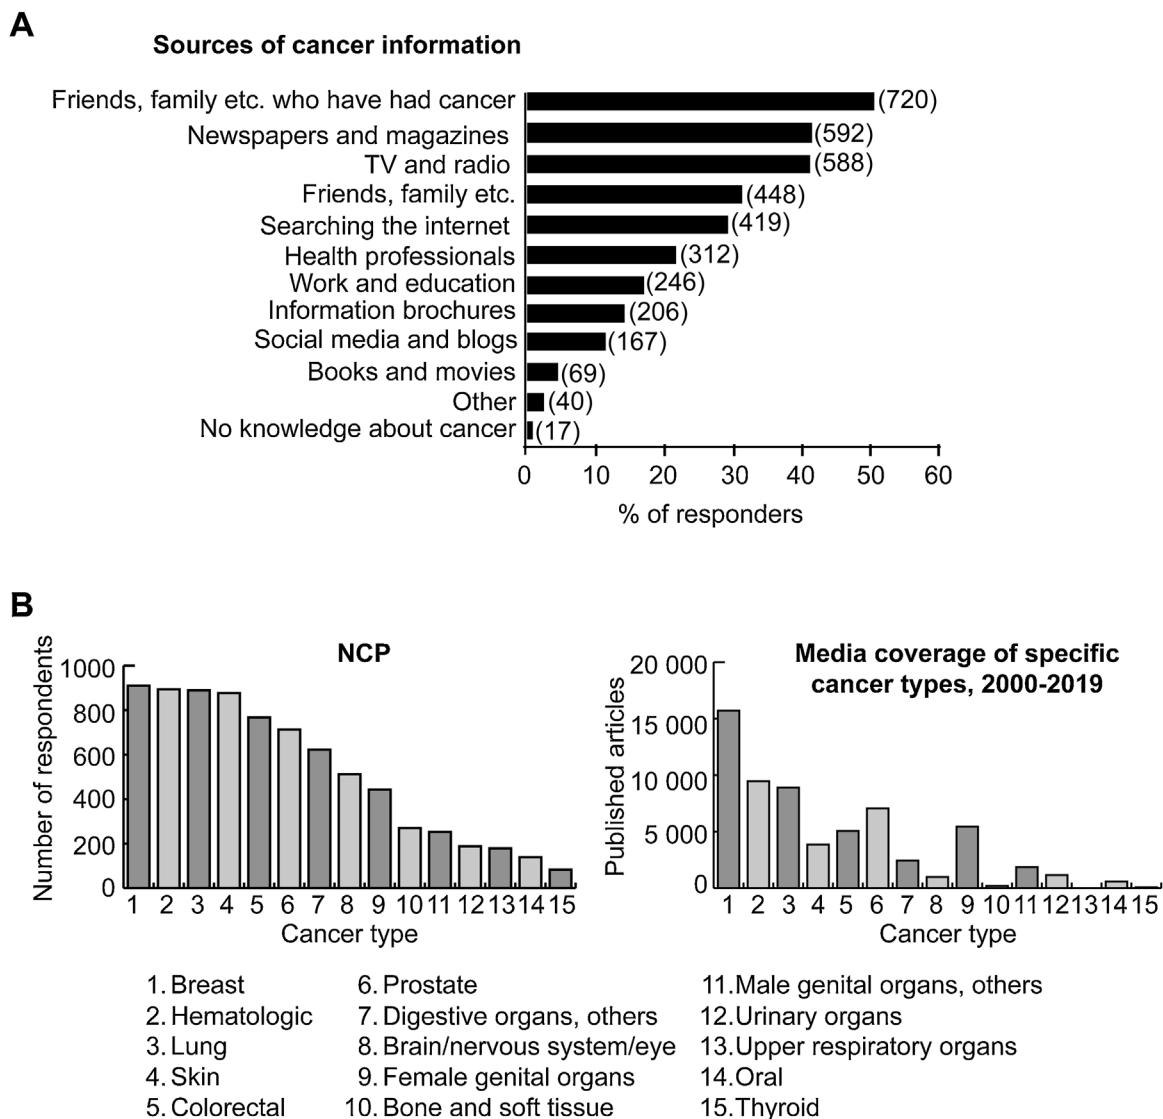 A
Sources of cancer information
Friends, family etc. who have had cancer (720)
Newspapers and magazines (592)
TV and radio (588)
Friends, family etc. (448)
Searching the internet (419)
Health professionals (312)
Work and education (246)
Information brochures (206)
Social media and blogs (167)
Books and movies (69)
Other (40)
No knowledge about cancer (17)
0 10 20 30 40 50 60
% of responders
B
NCP
Number of respondents
1000
800
600
400
200
0
1 2 3 4 5 6 7 8 9 10 11 12 13 14 15
Cancer type
Media coverage of specific
cancer types, 2000-2019
Published articles
20 000
15 000
10 000
5 000
0
1 2 3 4 5 6 7 8 9 10 11 12 13 14 15
Cancer type
1. Breast
2. Hematologic
3. Lung
4. Skin
5. Colorectal
6. Prostate
7. Digestive organs, others
8. Brain/nervous system/eye
9. Female genital organs
10. Bone and soft tissue
11.Male genital organs, others
12.Urinary organs
13.Upper respiratory organs
14.Oral
15.Thyroid